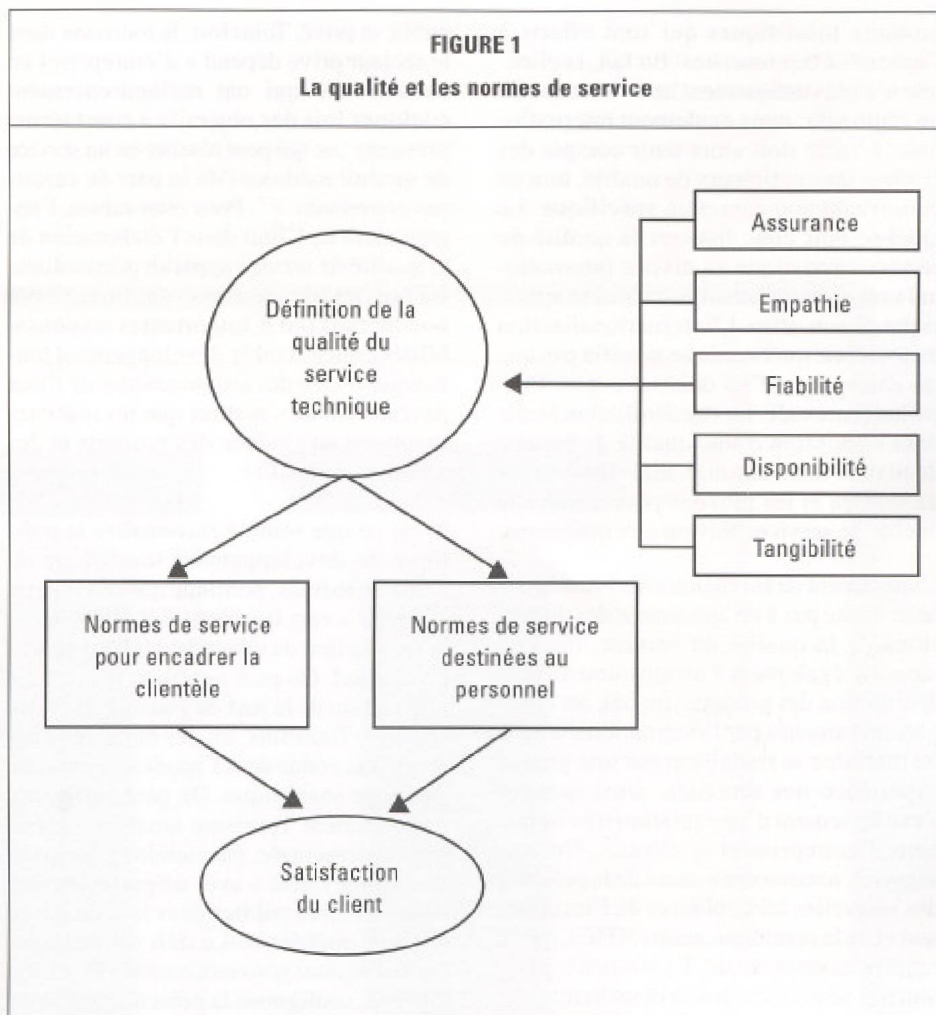 FIGURE 1
La qualité et les normes de service
Assurance
Empathie
Fiabilité
Disponibilité
Tangibilité
Définition de la
qualité du
service
technique
Normes de service
pour encadrer la
clientèle
Normes de service
destinées au
personnel
Satisfaction
du client